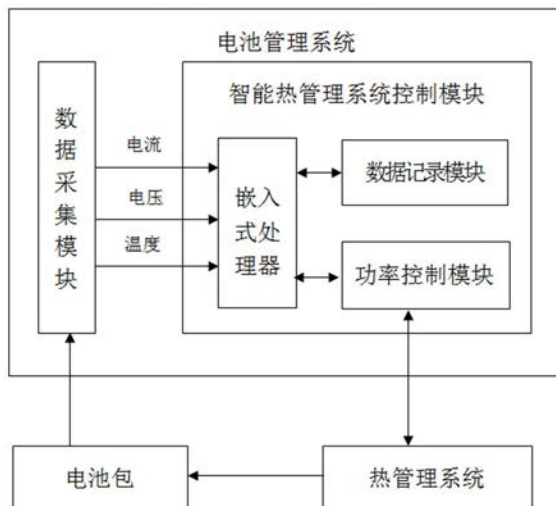 电池管理系统
智能热管理系统控制模块
数据采集模块
电流
电压
温度
嵌入
式处
理器
数据记录模块
功率控制模块
电池包
热管理系统